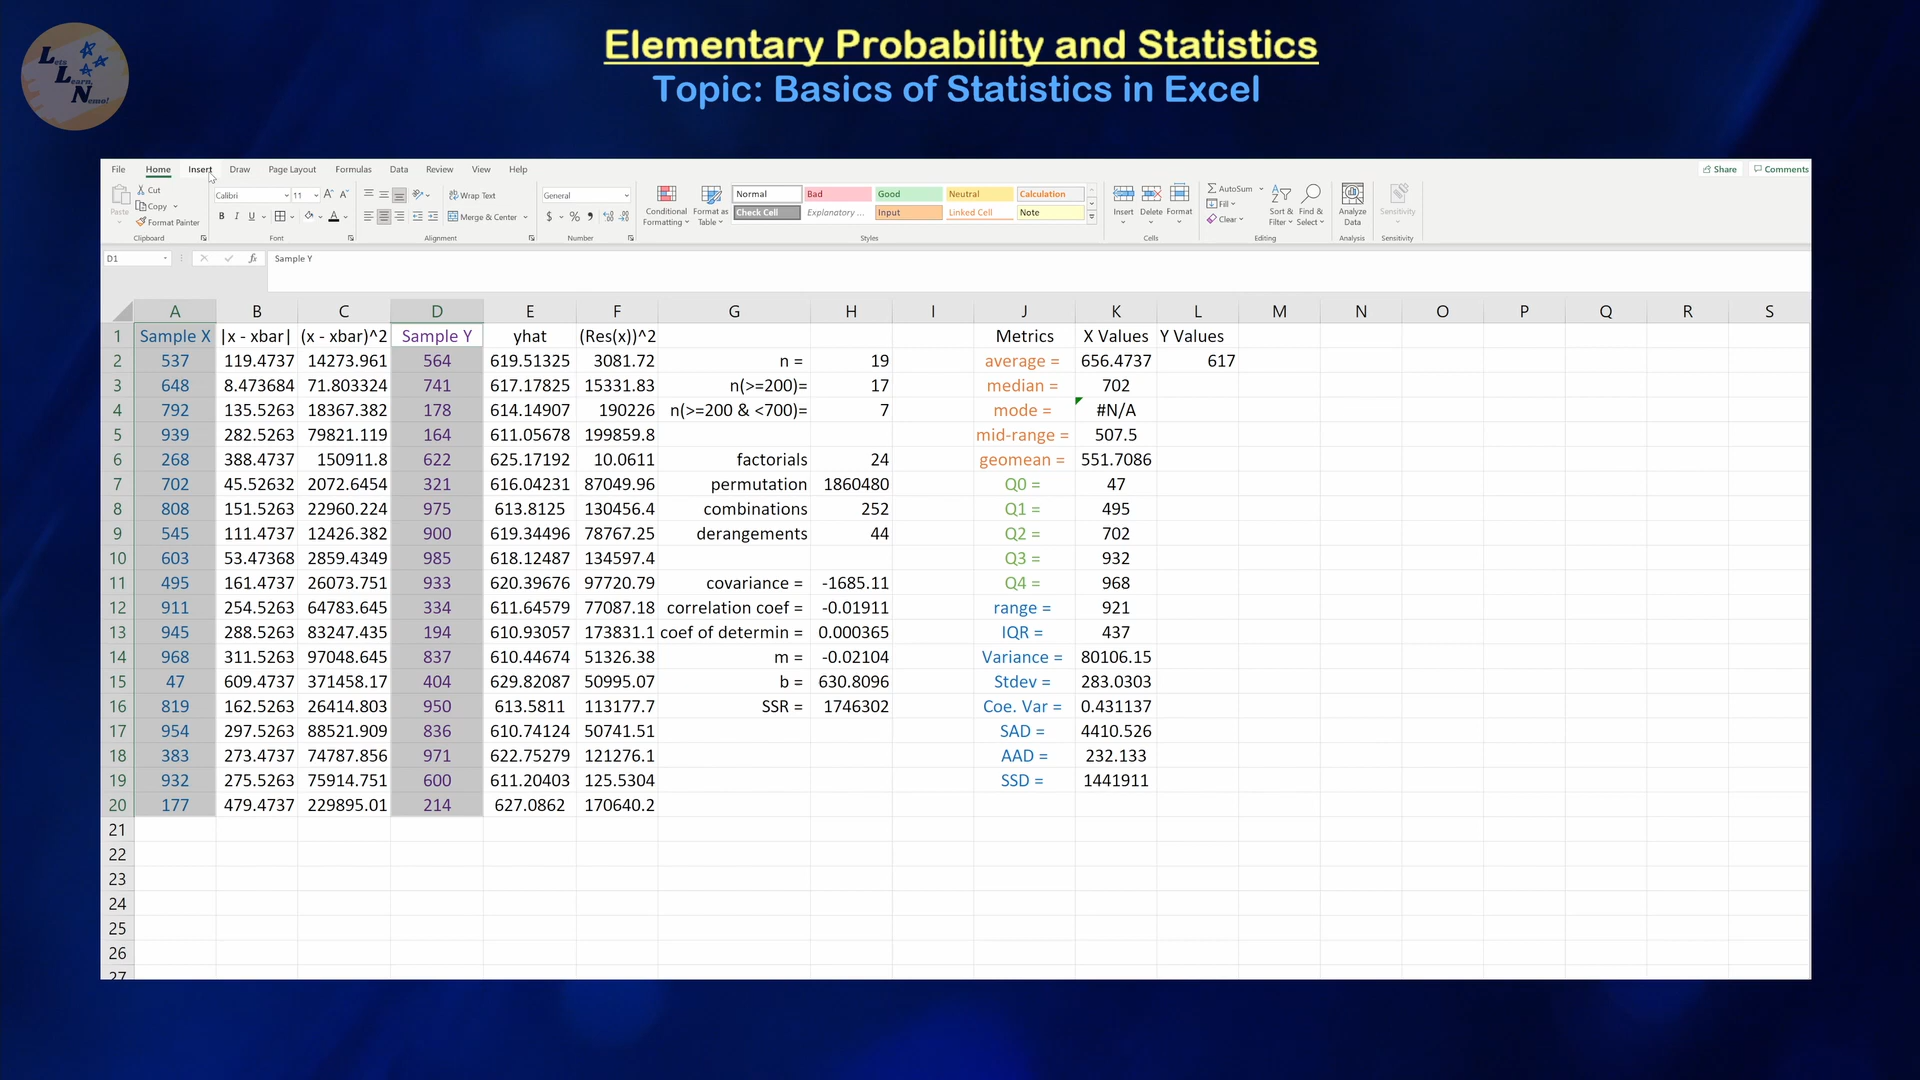 Lets
Learn,
Nemo!
Elementary Probability and Statistics
Topic: Basics of Statistics in Excel
File Home Insert Draw Page Layout Formulas Data Review View Help Share Comments
Paste Cut Copy Format Painter Clipboard
Calibri 11 A A B I U A Font
Wrap Text Merge & Center Alignment
General $ % Number
Conditional Formatting Format as Table Normal Bad Good Neutral Calculation
Check Cell Explanatory ... Input Linked Cell Note Styles
Insert Delete Format Cells
AutoSum Fill Clear Sort & Filter Find & Select Editing
Analyze Data Analysis Sensitivity Sensitivity
D1 fx Sample Y
A B C D E F G H I J K L M N O P Q R S
1 Sample X |x - xbar| (x - xbar)^2 Sample Y yhat (Res(x))^2 Metrics X Values Y Values
2 537 119.4737 14273.961 564 619.51325 3081.72 n = 19 average = 656.4737 617
3 648 8.473684 71.803324 741 617.17825 15331.83 n(>=200)= 17 median = 702
4 792 135.5263 18367.382 178 614.14907 190226 n(>=200 & <700)= 7 mode = #N/A
5 939 282.5263 79821.119 164 611.05678 199859.8 mid-range = 507.5
6 268 388.4737 150911.8 622 625.17192 10.0611 factorials 24 geomean = 551.7086
7 702 45.52632 2072.6454 321 616.04231 87049.96 permutation 1860480 Q0 = 47
8 808 151.5263 22960.224 975 613.8125 130456.4 combinations 252 Q1 = 495
9 545 111.4737 12426.382 900 619.34496 78767.25 derangements 44 Q2 = 702
10 603 53.47368 2859.4349 985 618.12487 134597.4 Q3 = 932
11 495 161.4737 26073.751 933 620.39676 97720.79 covariance = -1685.11 Q4 = 968
12 911 254.5263 64783.645 334 611.64579 77087.18 correlation coef = -0.01911 range = 921
13 945 288.5263 83247.435 194 610.93057 173831.1 coef of determin = 0.000365 IQR = 437
14 968 311.5263 97048.645 837 610.44674 51326.38 m = -0.02104 Variance = 80106.15
15 47 609.4737 371458.17 404 629.82087 50995.07 b = 630.8096 Stdev = 283.0303
16 819 162.5263 26414.803 950 613.5811 113177.7 SSR = 1746302 Coe. Var = 0.431137
17 954 297.5263 88521.909 836 610.74124 50741.51 SAD = 4410.526
18 383 273.4737 74787.856 971 622.75279 121276.1 AAD = 232.133
19 932 275.5263 75914.751 600 611.20403 125.5304 SSD = 1441911
20 177 479.4737 229895.01 214 627.0862 170640.2
21
22
23
24
25
26
27